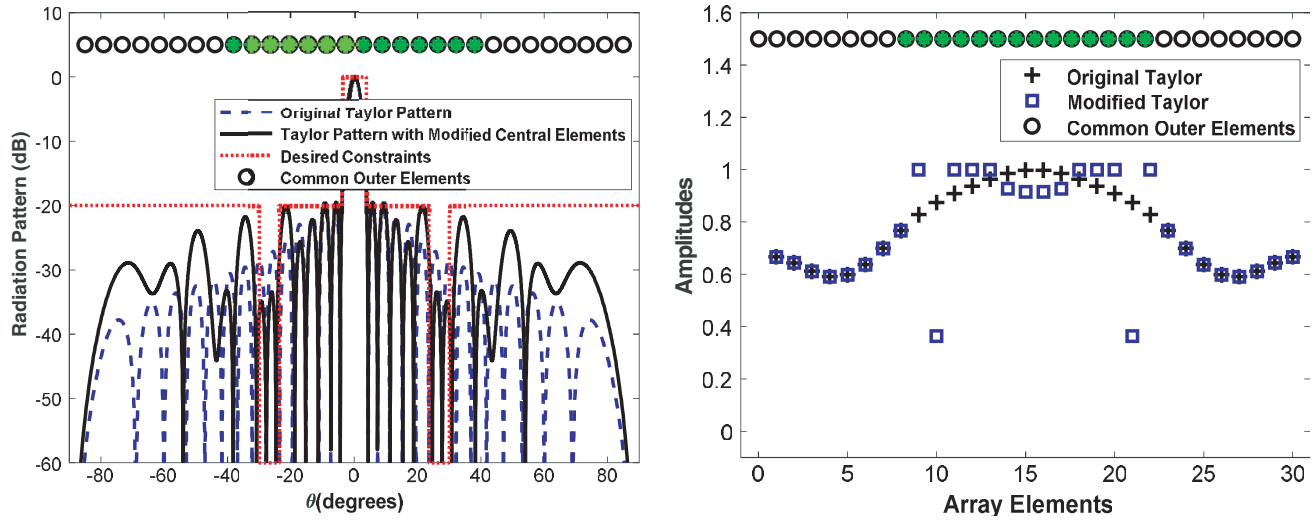 10
0
-10
-20
-30
-40
-50
-60
Radiation Pattern (dB)
Original Taylor Pattern
Taylor Pattern with Modified Central Elements
Desired Constraints
Common Outer Elements
-80 -60 -40 -20 0 20 40 60 80
θ(degrees)
1.6
1.4
1.2
1
0.8
0.6
0.4
0.2
0
Amplitudes
Original Taylor
Modified Taylor
Common Outer Elements
0 5 10 15 20 25 30
Array Elements